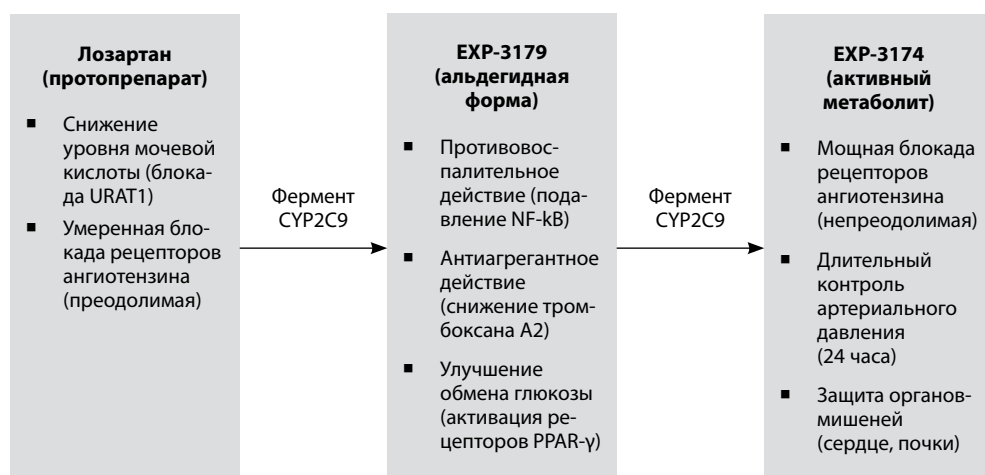 Лозартан
(протопрепарат)
▪ Снижение
уровня мочевой
кислоты (блока-
да URAT1)
▪ Умеренная бло-
када рецепторов
ангиотензина
(преодолимая)
Фермент
CYP2C9
EXP-3179
(альдегидная
форма)
▪ Противовос-
палительное
действие (пода-
вление NF-kB)
▪ Антиагрегантное
действие
(снижение тром-
боксана А2)
▪ Улучшение
обмена глюкозы
(активация ре-
цепторов PPAR-γ)
Фермент
CYP2C9
EXP-3174
(активный
метаболит)
▪ Мощная блокада
рецепторов
ангиотензина
(непреодолимая)
▪ Длительный
контроль
артериального
давления
(24 часа)
▪ Защита органов-
мишеней
(сердце, почки)